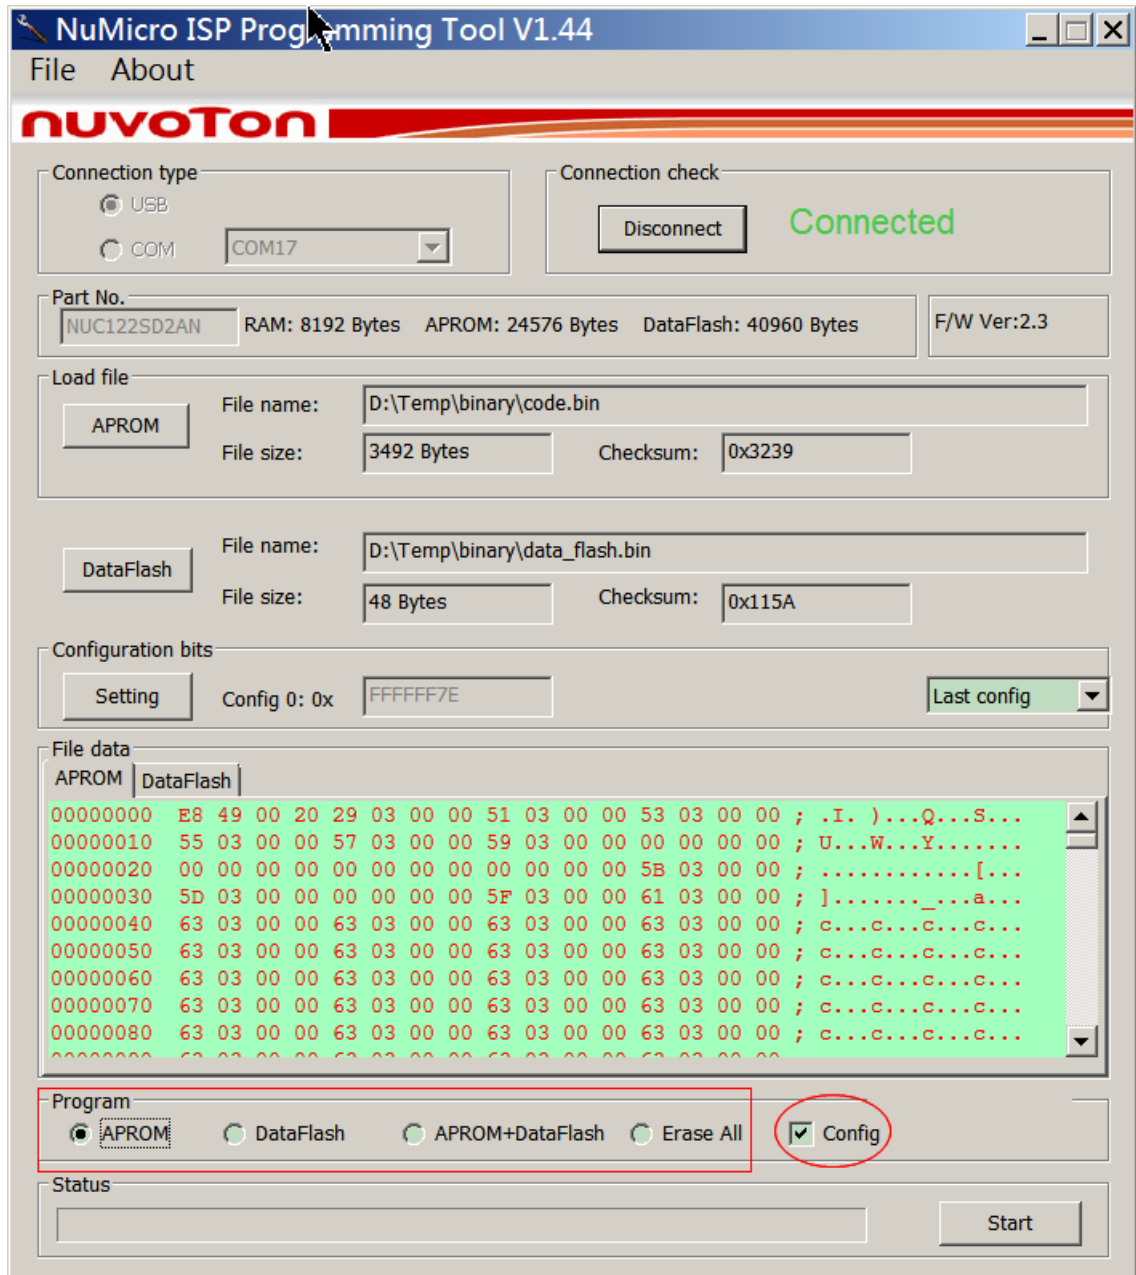 NuMicro ISP Programming Tool V1.44
File About
nuvoTon
Connection type
USB
COM COM17
Connection check
Disconnect Connected
Part No.
NUC122SD2AN RAM: 8192 Bytes APROM: 24576 Bytes DataFlash: 40960 Bytes F/W Ver:2.3
Load file
APROM File name: D:\Temp\binary\code.bin
File size: 3492 Bytes Checksum: 0x3239
DataFlash File name: D:\Temp\binary\data_flash.bin
File size: 48 Bytes Checksum: 0x115A
Configuration bits
Setting Config 0: 0x FFFFFF7E Last config
File data
APROM DataFlash
00000000 E8 49 00 20 29 03 00 00 51 03 00 00 53 03 00 00 ; .I. )...Q...S...
00000010 55 03 00 00 57 03 00 00 59 03 00 00 00 00 00 00 ; U...W...Y.......
00000020 00 00 00 00 00 00 00 00 00 00 00 00 5B 03 00 00 ; ............[...
00000030 5D 03 00 00 00 00 00 00 5F 03 00 00 61 03 00 00 ; ]......._...a...
00000040 63 03 00 00 63 03 00 00 63 03 00 00 63 03 00 00 ; c...c...c...c...
00000050 63 03 00 00 63 03 00 00 63 03 00 00 63 03 00 00 ; c...c...c...c...
00000060 63 03 00 00 63 03 00 00 63 03 00 00 63 03 00 00 ; c...c...c...c...
00000070 63 03 00 00 63 03 00 00 63 03 00 00 63 03 00 00 ; c...c...c...c...
00000080 63 03 00 00 63 03 00 00 63 03 00 00 63 03 00 00 ; c...c...c...c...
Program
APROM DataFlash APROM+DataFlash Erase All Config
Status
Start